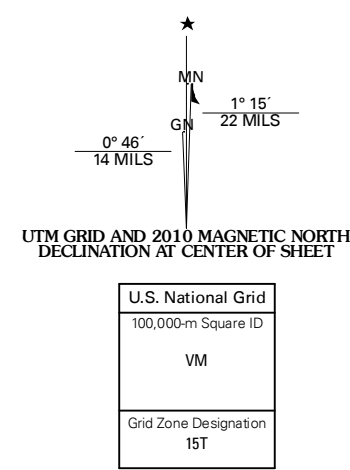 ★
MN
1° 15´
22 MILS
GN
0° 46´
14 MILS
UTM GRID AND 2010 MAGNETIC NORTH
DECLINATION AT CENTER OF SHEET
U.S. National Grid
100,000-m Square ID
VM
Grid Zone Designation
15T